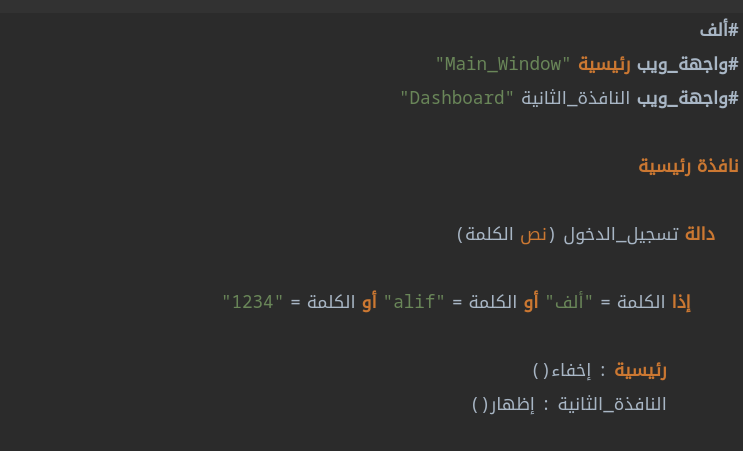 #ألف
#واجهة_ويب رئيسية "Main_Window"
#واجهة_ويب النافذة_الثانية "Dashboard"
نافذة رئيسية
دالة تسجيل_الدخول (نص الكلمة)
إذا الكلمة = "ألف" أو الكلمة = "alif" أو الكلمة = "1234"
رئيسية : إخفاء()
النافذة_الثانية : إظهار()